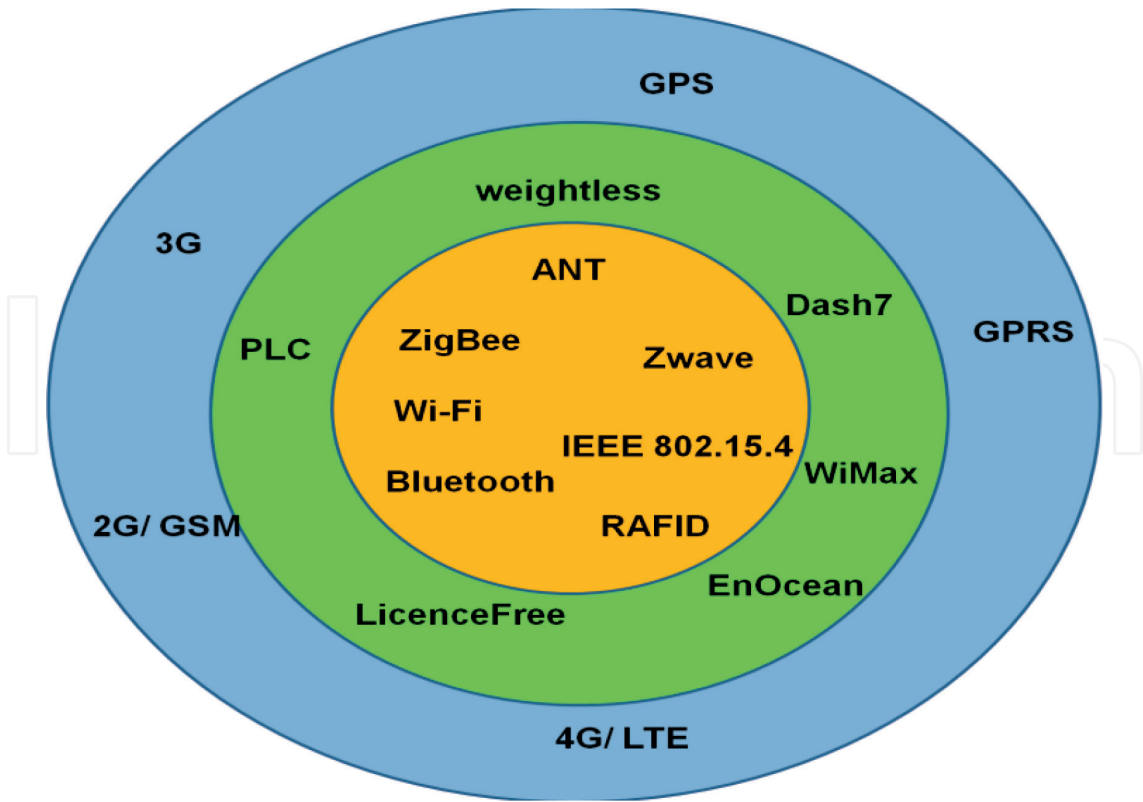 GPS
weightless
3G
ANT
Dash7
GPRS
ZigBee
PLC
Zwave
Wi-Fi
IEEE 802.15.4
WiMax
Bluetooth
2G/ GSM
RAFID
EnOcean
LicenceFree
4G/ LTE